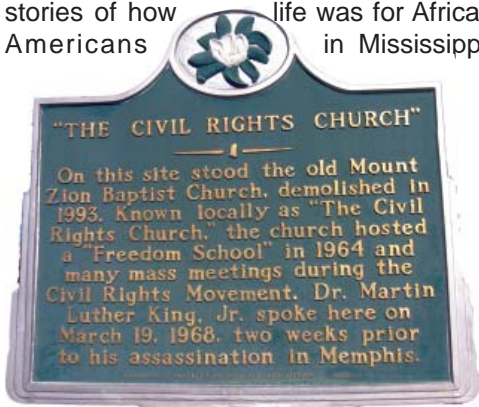 stories of how life was for Africa
Americans in Mississipp
"THE CIVIL RIGHTS CHURCH"
On this site stood the old Mount
Zion Baptist Church, demolished in
1993. Known locally as "The Civil
Rights Church," the church hosted
a "Freedom School" in 1964 and
many mass meetings during the
Civil Rights Movement. Dr. Martin
Luther King, Jr. spoke here on
March 19, 1968, two weeks prior
to his assassination in Memphis.